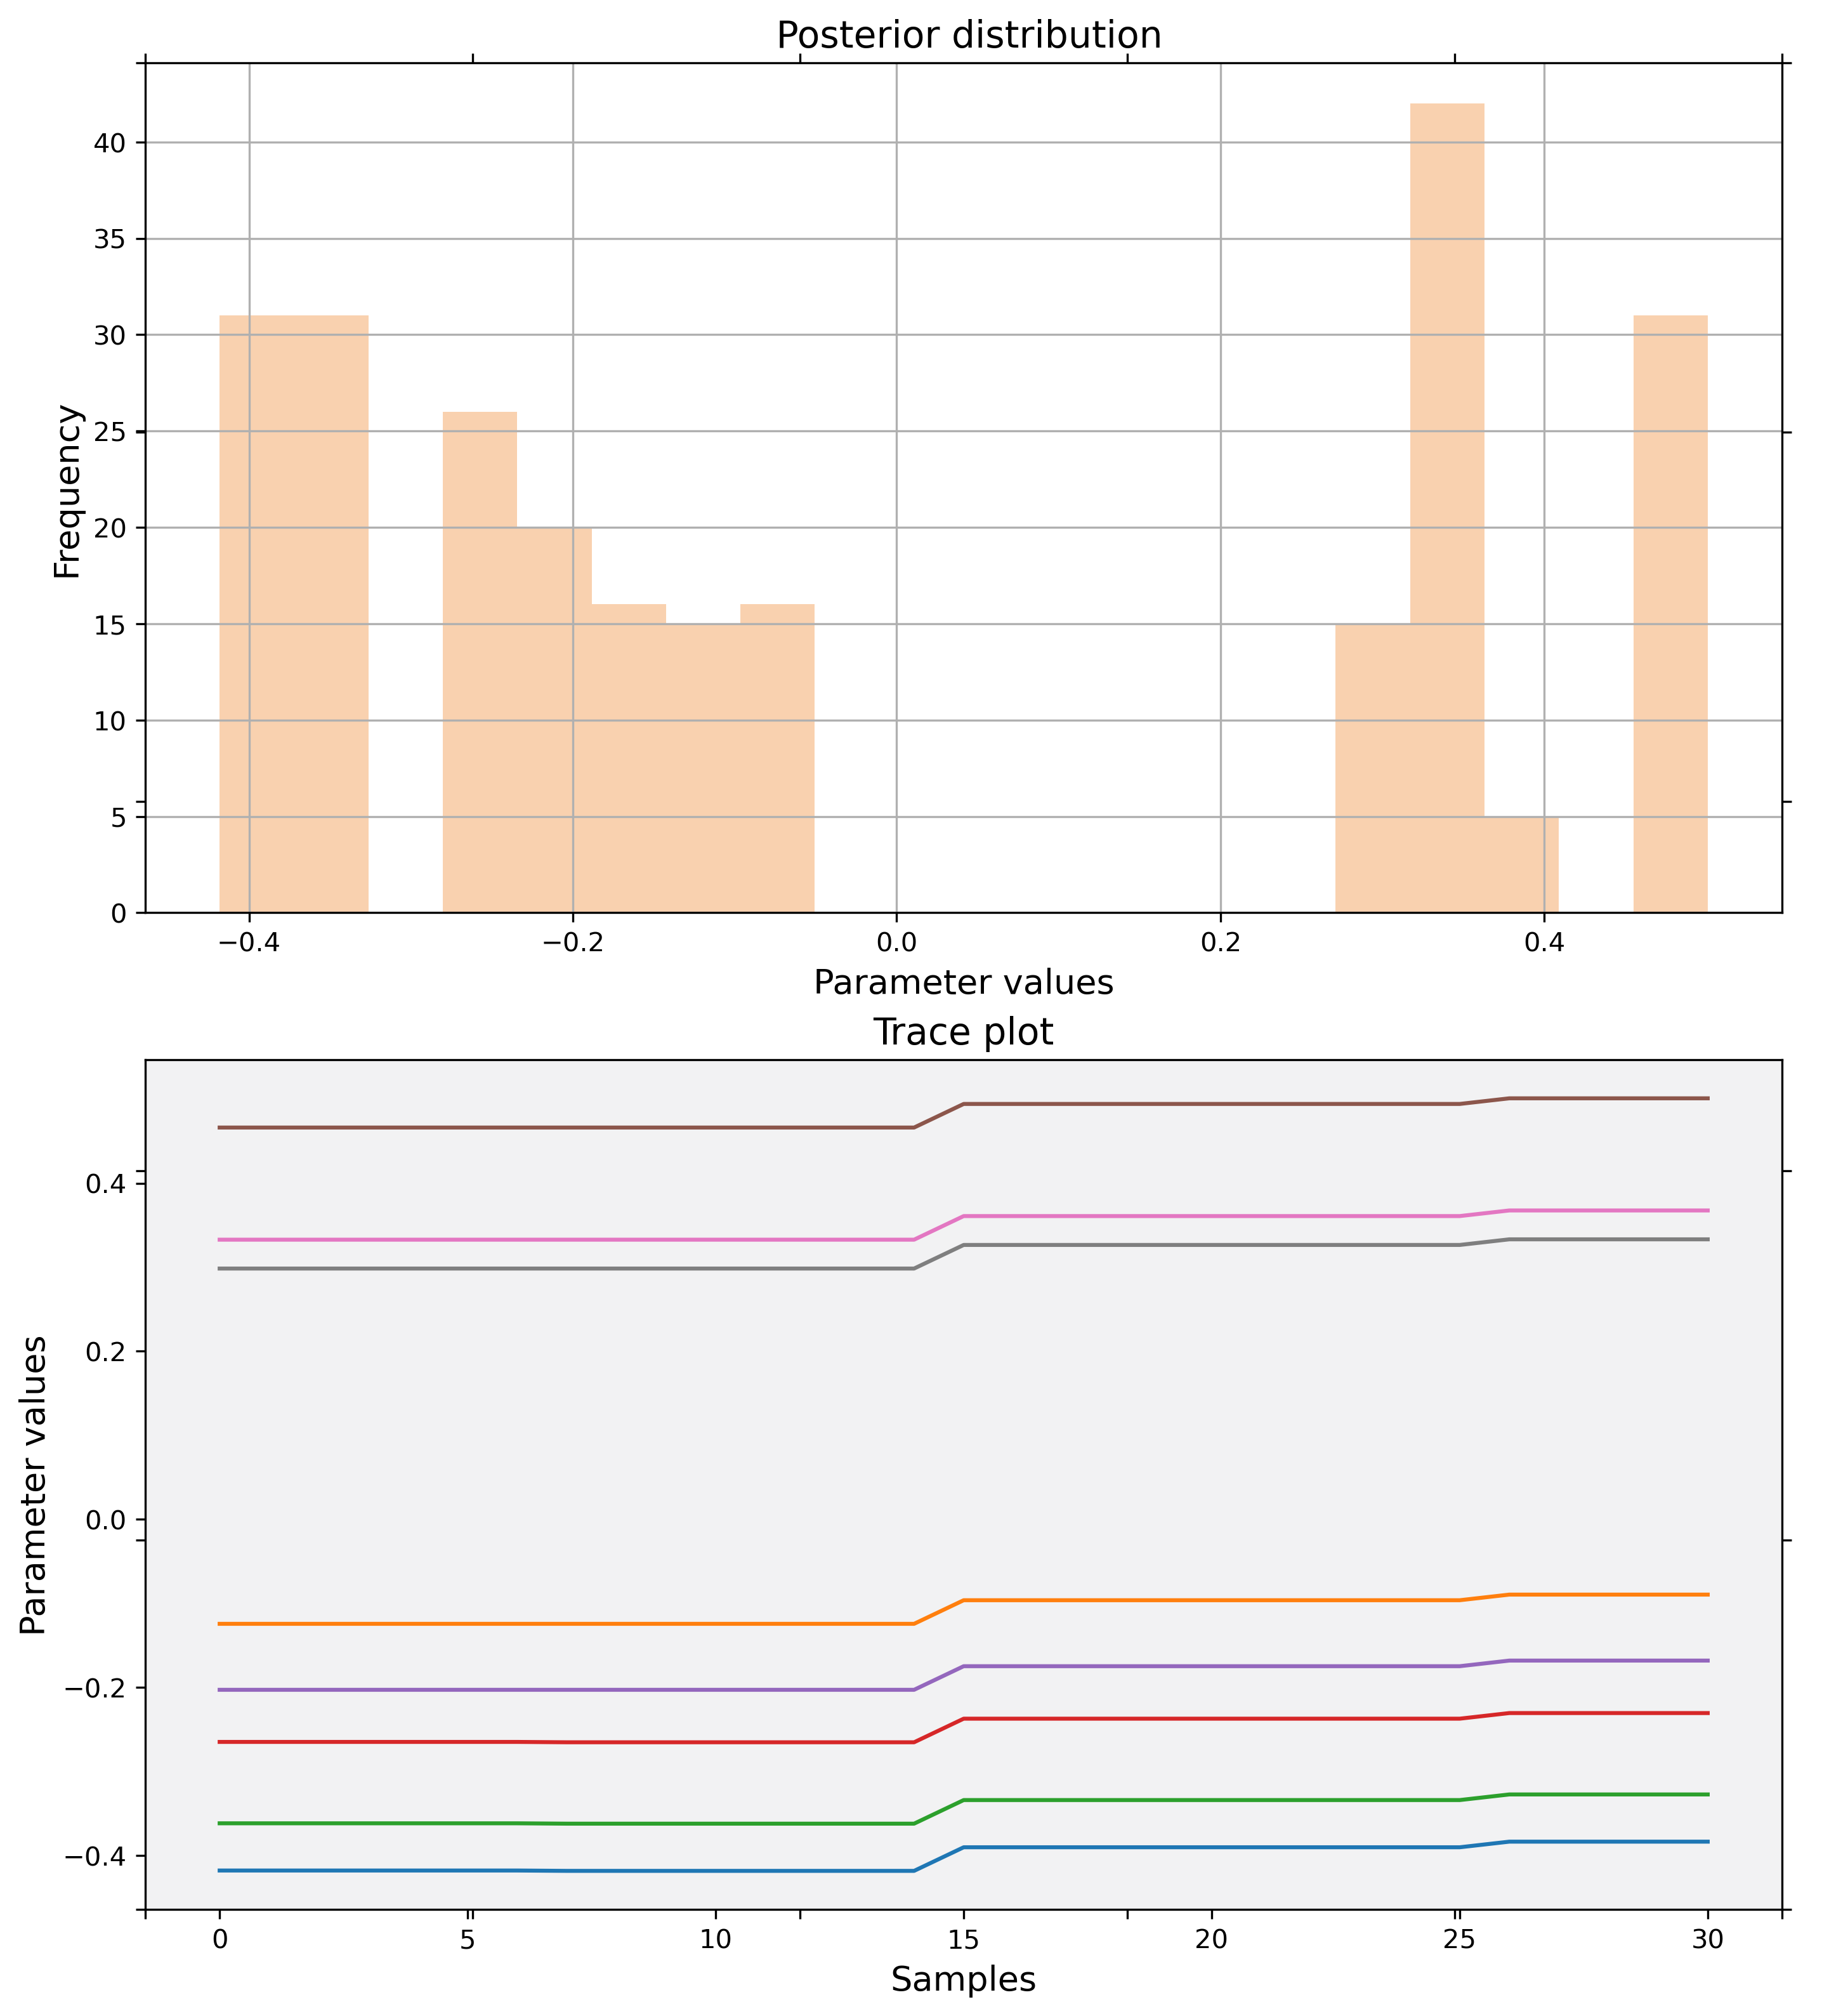 Posterior distribution
Frequency
40
35
30
25
20
15
10
5
0
−0.4 −0.2 0.0 0.2 0.4
Parameter values
Trace plot
Parameter values
0.4
0.2
0.0
−0.2
−0.4
0 5 10 15 20 25 30
Samples